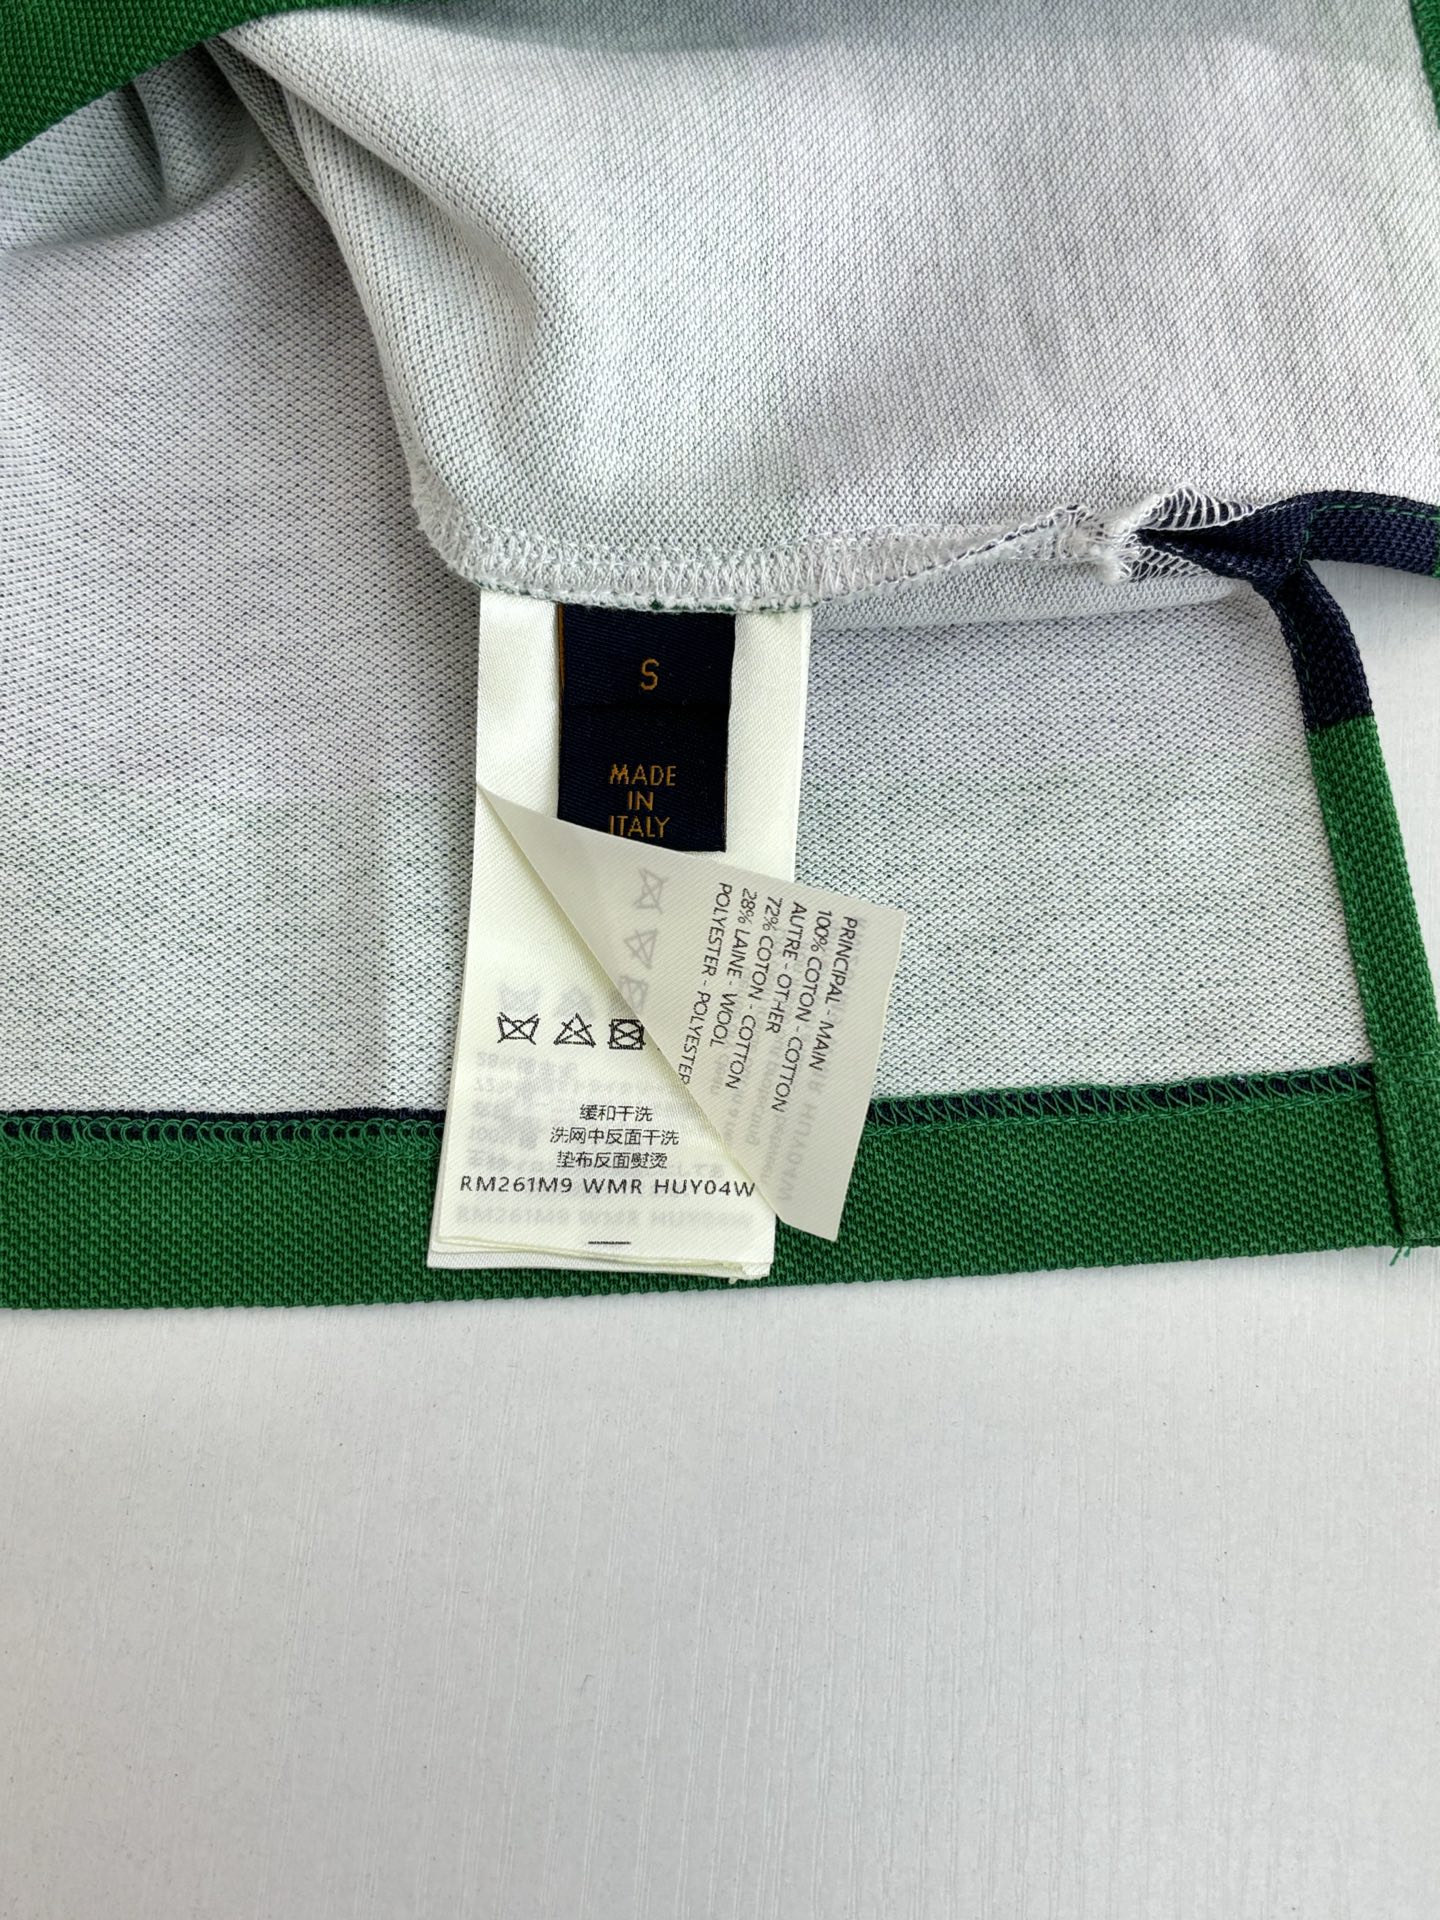 S
MADE
IN
ITALY
PRINCIPAL - MAIN
100% COTON - COTTON
AUTRE - OTHER
72% COTON - COTTON
28% LAINE - WOOL
POLYESTER - POLYESTER
缓和干洗
洗网中反面干洗
垫布反面熨烫
RM261M9 WMR HUY04W